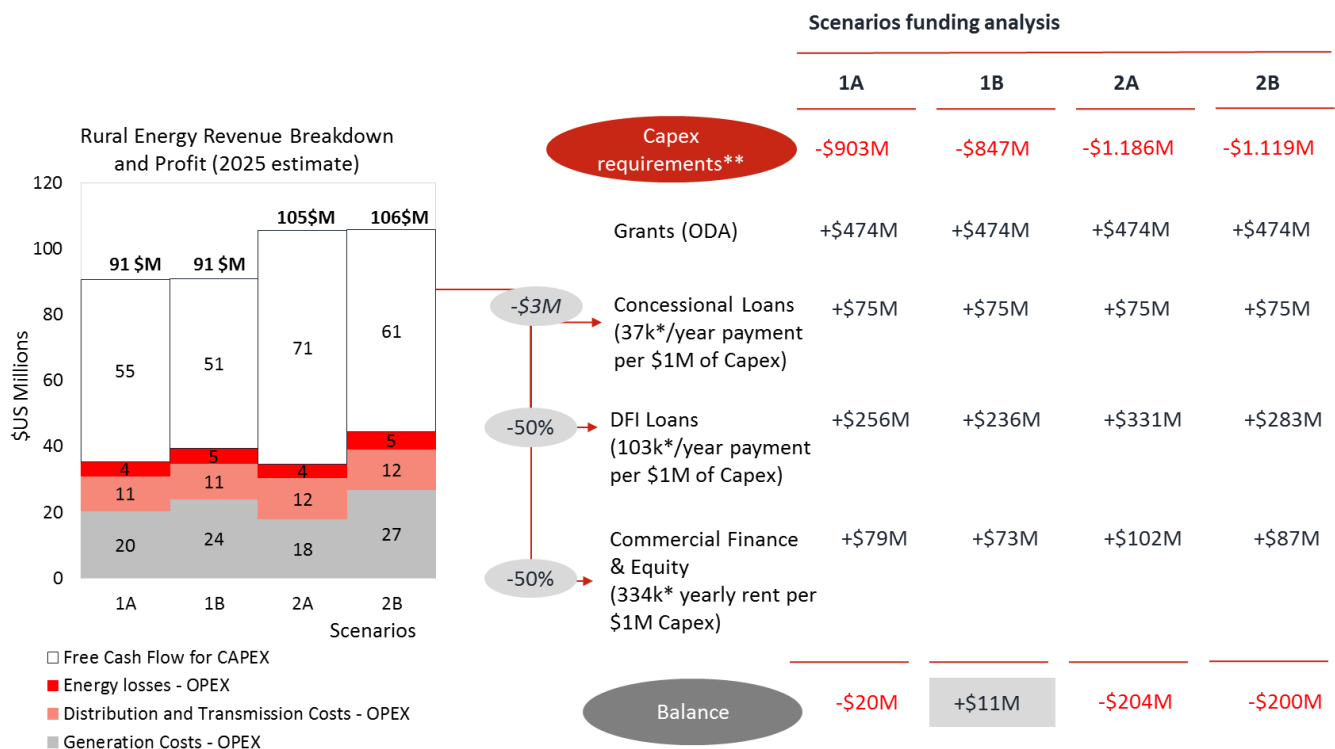 Scenarios funding analysis
1A 1B 2A 2B
Rural Energy Revenue Breakdown
and Profit (2025 estimate)
Capex
requirements**
-$903M -$847M -$1.186M -$1.119M
120
100
80
60
40
20
0
$US Millions
91 $M 91 $M 105$M 106$M
55 51 71 61
4 5 4 5
11 11 12 12
20 24 18 27
1A 1B 2A 2B
Scenarios
Free Cash Flow for CAPEX
Energy losses - OPEX
Distribution and Transmission Costs - OPEX
Generation Costs - OPEX
Grants (ODA) +$474M +$474M +$474M +$474M
-$3M
Concessional Loans
(37k*/year payment
per $1M of Capex)
+$75M +$75M +$75M +$75M
-50%
DFI Loans
(103k*/year payment
per $1M of Capex)
+$256M +$236M +$331M +$283M
-50%
Commercial Finance
& Equity
(334k* yearly rent per
$1M Capex)
+$79M +$73M +$102M +$87M
Balance -$20M +$11M -$204M -$200M